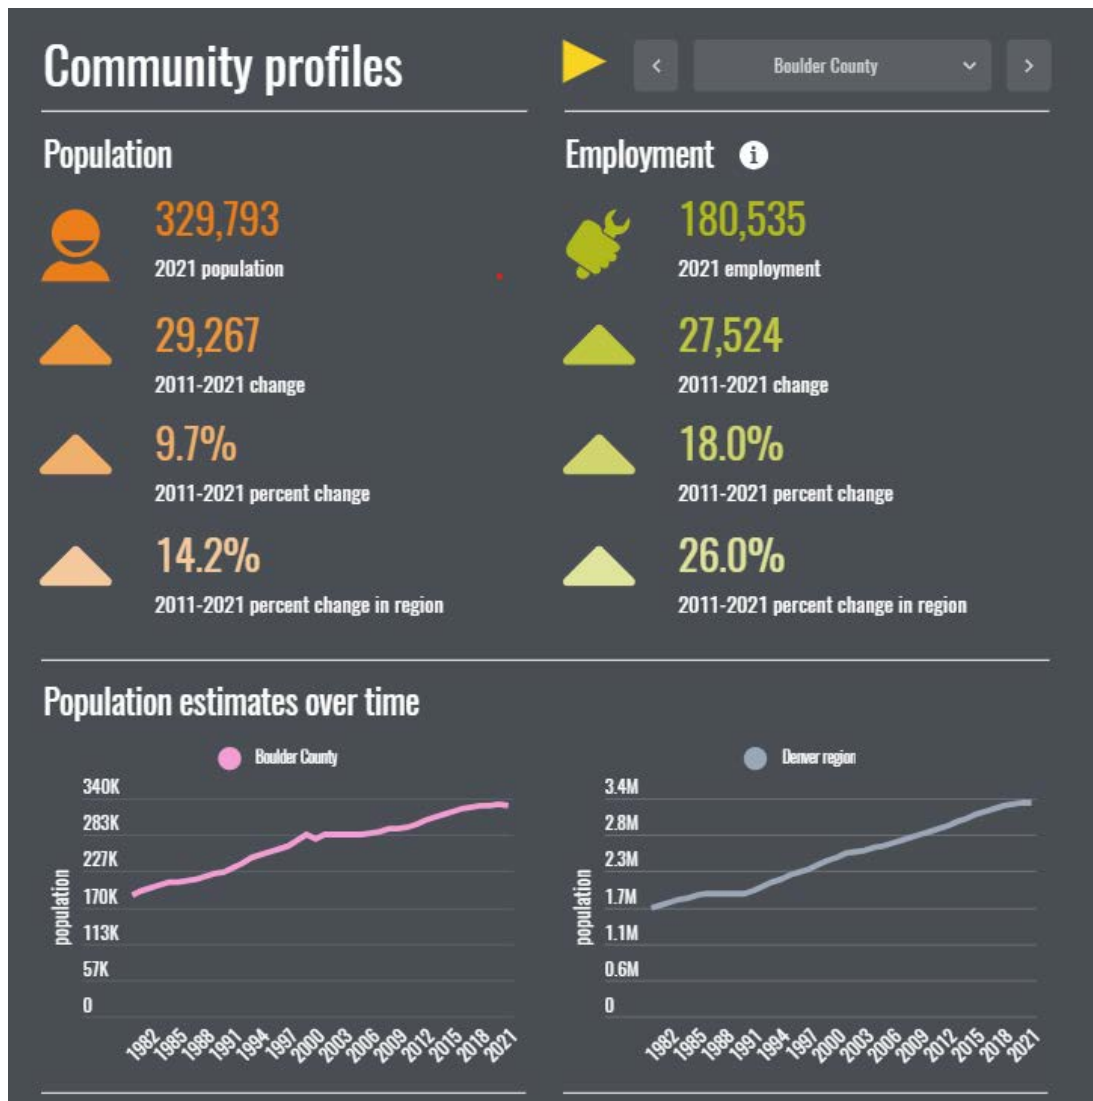 Community profiles
Boulder County
Population
329,793
2021 population
29,267
2011-2021 change
9.7%
2011-2021 percent change
14.2%
2011-2021 percent change in region
Employment i
180,535
2021 employment
27,524
2011-2021 change
18.0%
2011-2021 percent change
26.0%
2011-2021 percent change in region
Population estimates over time
Boulder County
340K
283K
227K
170K
113K
57K
0
population
1982 1985 1988 1991 1994 1997 2000 2003 2006 2009 2012 2015 2018 2021
Denver region
3.4M
2.8M
2.3M
1.7M
1.1M
0.6M
0
population
1982 1985 1988 1991 1994 1997 2000 2003 2006 2009 2012 2015 2018 2021